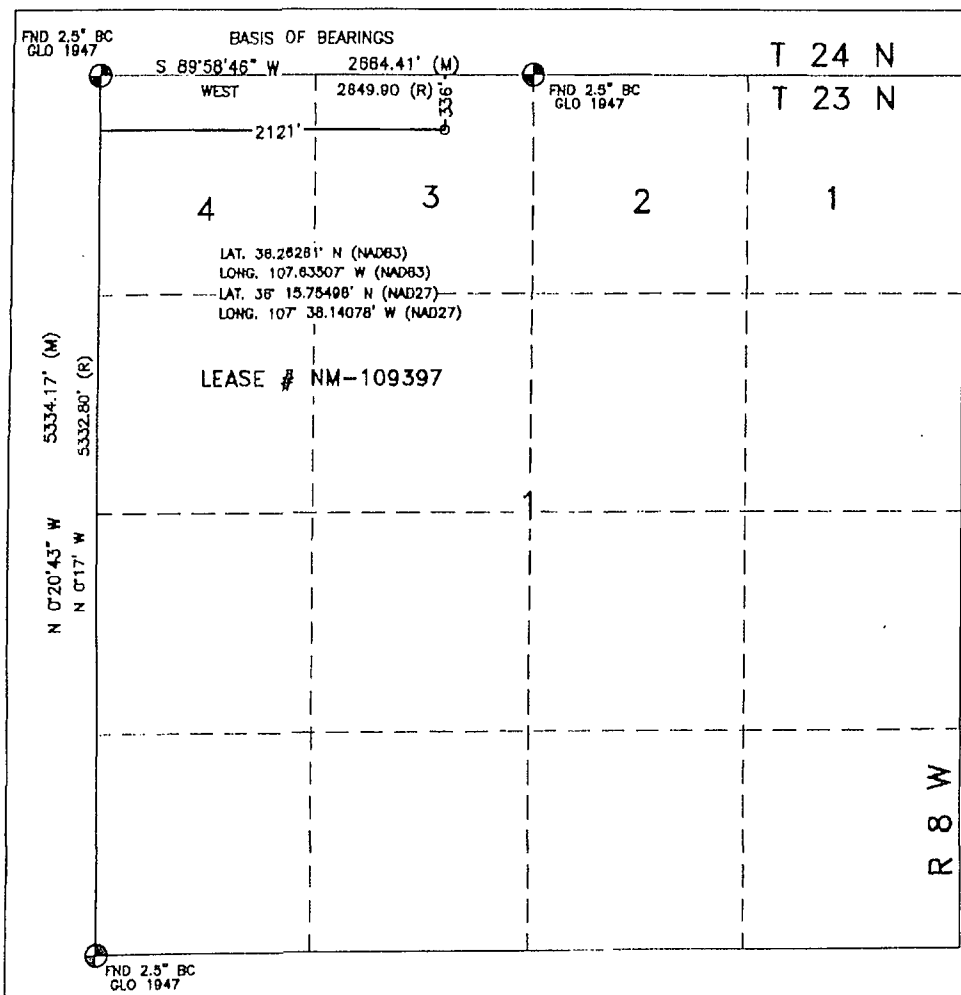 FND 2.5" BC
GLO 1947
BASIS OF BEARINGS
S 89°58'46" W 2664.41' (M)
WEST 2649.90 (R)
FND 2.5" BC
GLO 1947
T 24 N
T 23 N
336'
2121'
4
3
2
1
LAT. 36.26261° N (NAD83)
LONG. 107.63507° W (NAD83)
LAT. 36° 15.75498' N (NAD27)
LONG. 107° 38.14078' W (NAD27)
LEASE # NM-109397
5334.17' (M)
5332.80' (R)
N 0°20'43" W
N 0°17' W
1
R 8 W
FND 2.5" BC
GLO 1947